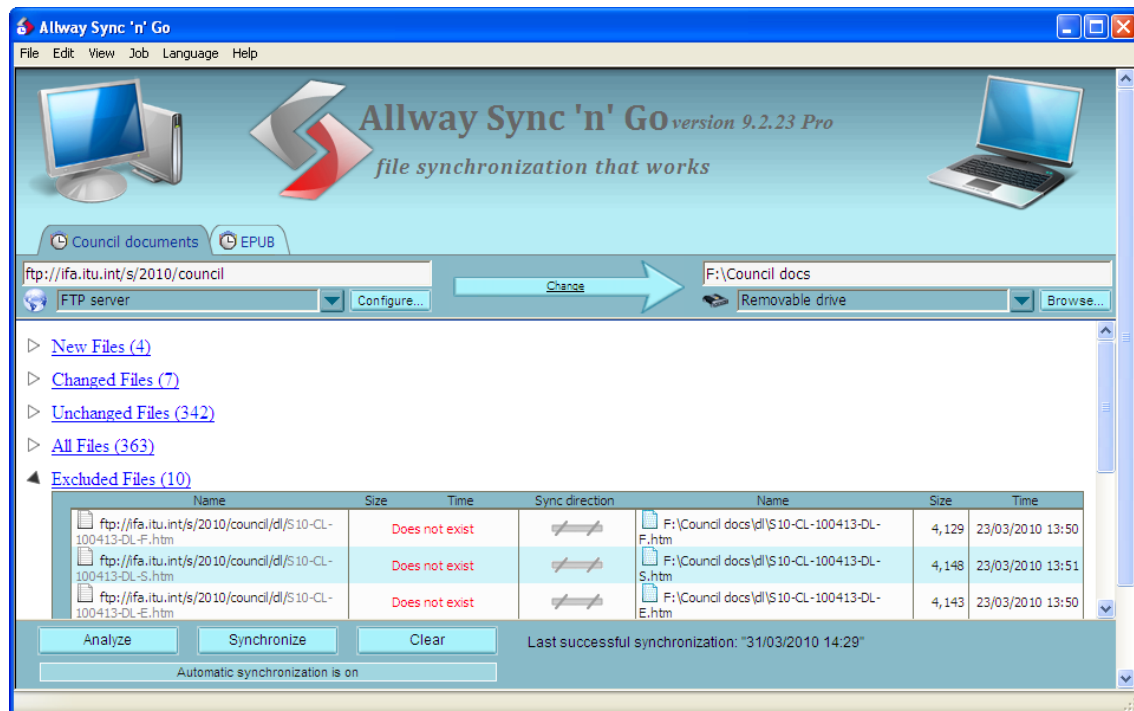 Allway Sync 'n' Go
File Edit View Job Language Help
Allway Sync 'n' Go version 9.2.23 Pro
file synchronization that works
Council documents EPUB
ftp://ifa.itu.int/s/2010/council Change F:\Council docs
FTP server Configure... Removable drive Browse...
New Files (4)
Changed Files (7)
Unchanged Files (342)
All Files (363)
Excluded Files (10)
Name Size Time Sync direction Name Size Time
ftp://ifa.itu.int/s/2010/council/dl/S10-CL- Does not exist F:\Council docs\dl\S10-CL-100413-DL- 4,129 23/03/2010 13:50
100413-DL-F.htm F.htm
ftp://ifa.itu.int/s/2010/council/dl/S10-CL- Does not exist F:\Council docs\dl\S10-CL-100413-DL- 4,148 23/03/2010 13:51
100413-DL-S.htm S.htm
ftp://ifa.itu.int/s/2010/council/dl/S10-CL- Does not exist F:\Council docs\dl\S10-CL-100413-DL- 4,143 23/03/2010 13:50
100413-DL-E.htm E.htm
Analyze Synchronize Clear Last successful synchronization: "31/03/2010 14:29"
Automatic synchronization is on